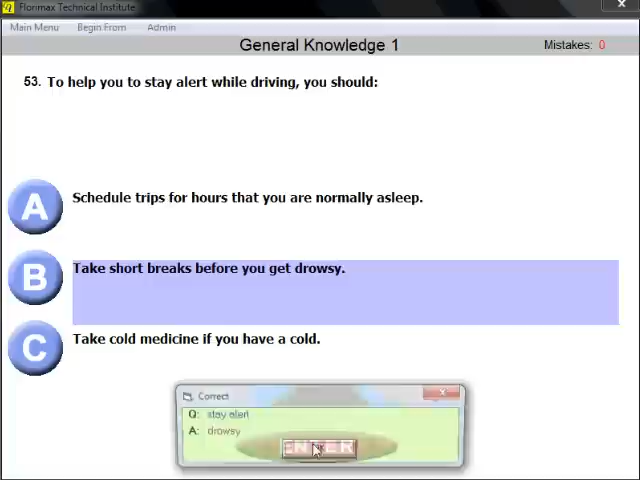 Florimax Technical Institute
Main Menu Begin From Admin
General Knowledge 1 Mistakes: 0
53. To help you to stay alert while driving, you should:
A Schedule trips for hours that you are normally asleep.
B Take short breaks before you get drowsy.
C Take cold medicine if you have a cold.
Correct
Q: stay alert
A: drowsy
ENTER